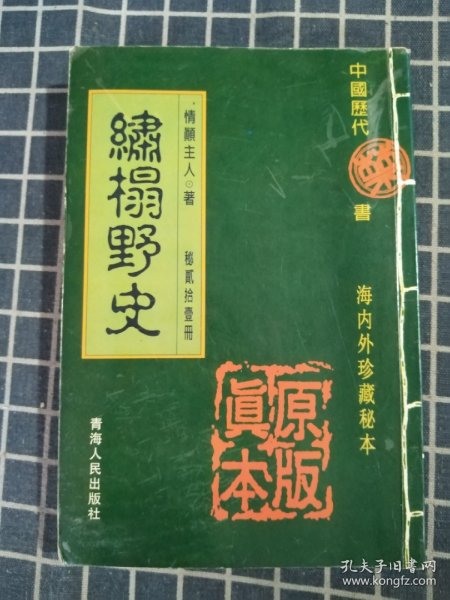 中國歷代禁書
海内外珍藏秘本
情顛主人⊙著
秘貳拾壹冊
繡榻野史
原版
眞本
青海人民出版社
孔夫子旧书网
www.kongfz.com